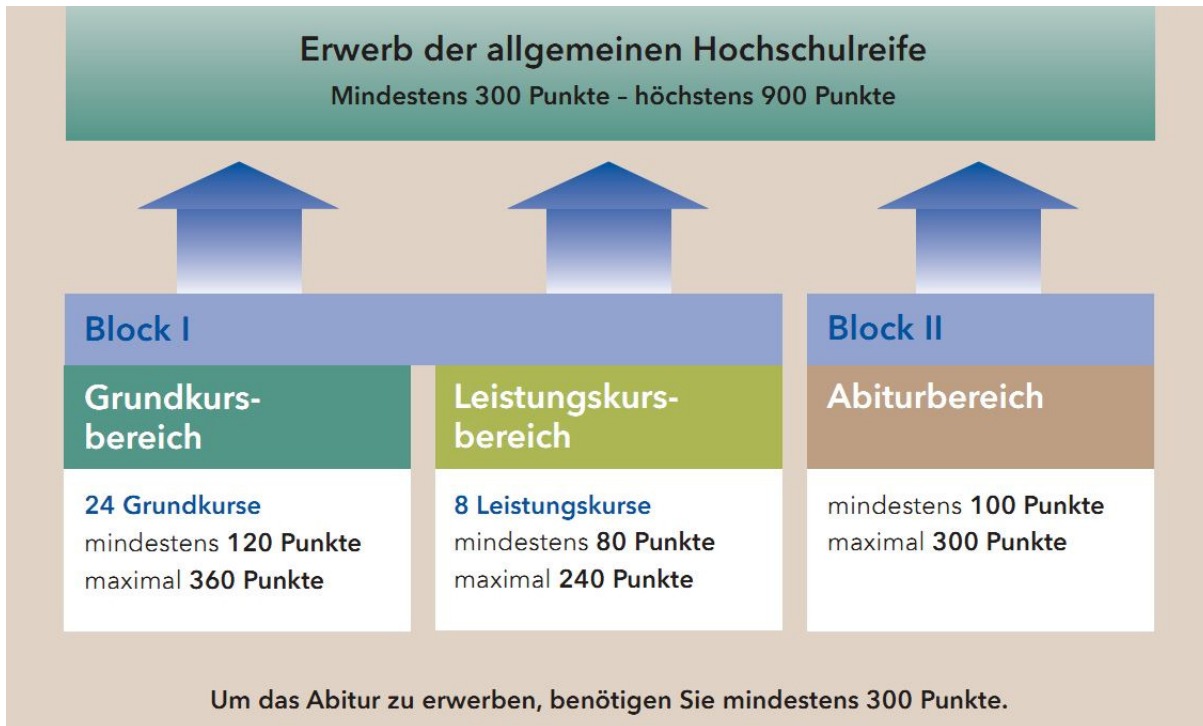 Erwerb der allgemeinen Hochschulreife
Mindestens 300 Punkte – höchstens 900 Punkte
Block I
Grundkurs-
bereich
24 Grundkurse
mindestens 120 Punkte
maximal 360 Punkte
Leistungskurs-
bereich
8 Leistungskurse
mindestens 80 Punkte
maximal 240 Punkte
Block II
Abiturbereich
mindestens 100 Punkte
maximal 300 Punkte
Um das Abitur zu erwerben, benötigen Sie mindestens 300 Punkte.